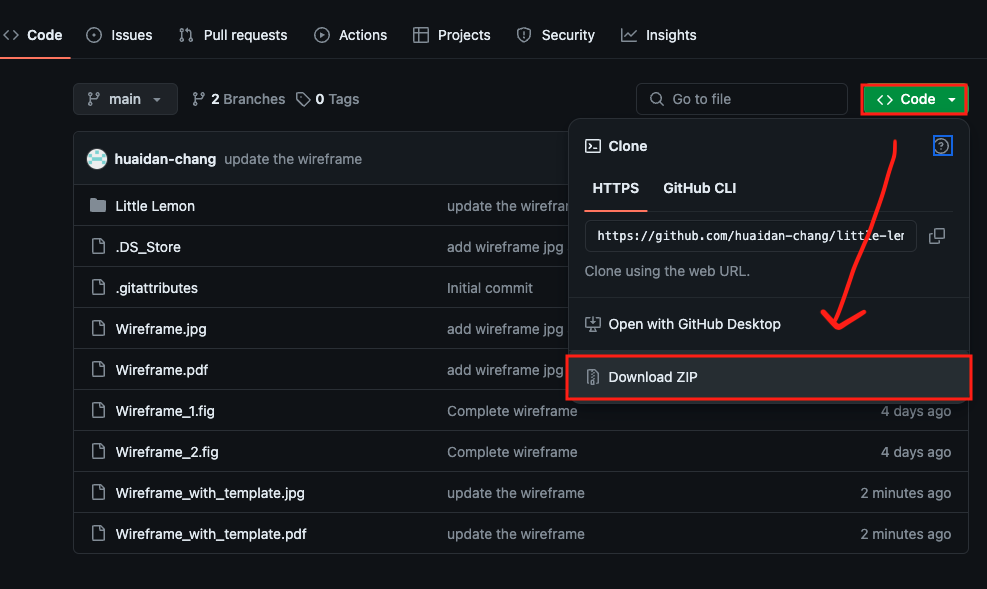 Code Issues Pull requests Actions Projects Security Insights
main 2 Branches 0 Tags Go to file Code
huaidan-chang update the wireframe
Clone
HTTPS GitHub CLI
https://github.com/huaidan-chang/little-len
Clone using the web URL.
Open with GitHub Desktop
Download ZIP
Little Lemon update the wirefran
.DS_Store add wireframe jpg
.gitattributes Initial commit
Wireframe.jpg add wireframe jpg
Wireframe.pdf add wireframe jpg
Wireframe_1.fig Complete wireframe 4 days ago
Wireframe_2.fig Complete wireframe 4 days ago
Wireframe_with_template.jpg update the wireframe 2 minutes ago
Wireframe_with_template.pdf update the wireframe 2 minutes ago